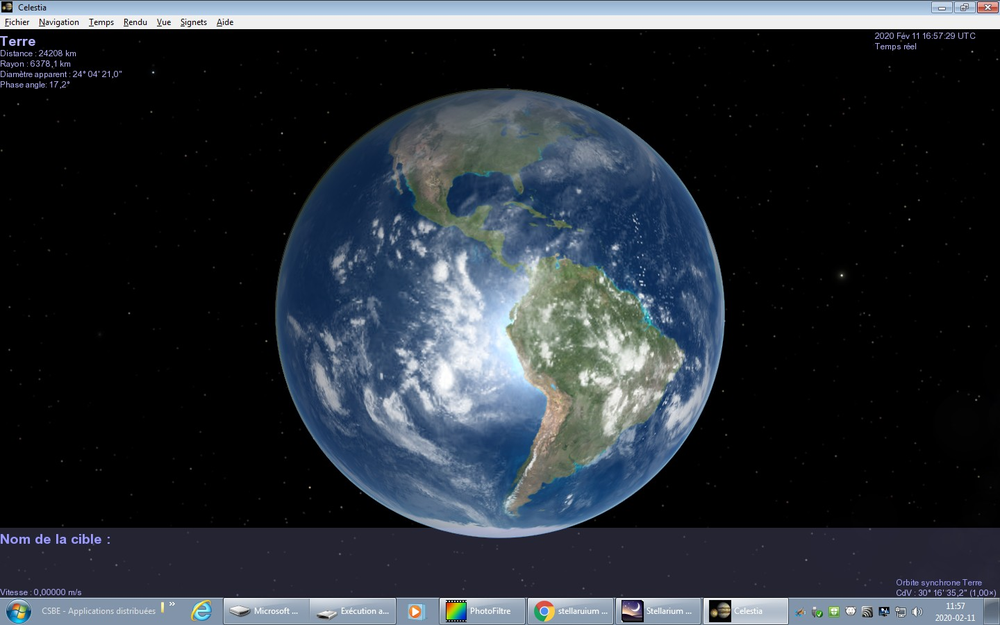 Celestia
Fichier Navigation Temps Rendu Vue Signets Aide
Terre
Distance : 24208 km
Rayon : 6378,1 km
Diamètre apparent : 24° 04' 21,0"
Phase angle: 17,2°
2020 Fév 11 16:57:29 UTC
Temps réel
Nom de la cible :
Vitesse : 0,00000 m/s
Orbite synchrone Terre
CdV : 30° 16' 35,2" (1,00×)
CSBE - Applications distribuées »
Microsoft ...
Exécution a...
PhotoFiltre
stellaruium ...
Stellarium ...
Celestia
11:57
2020-02-11